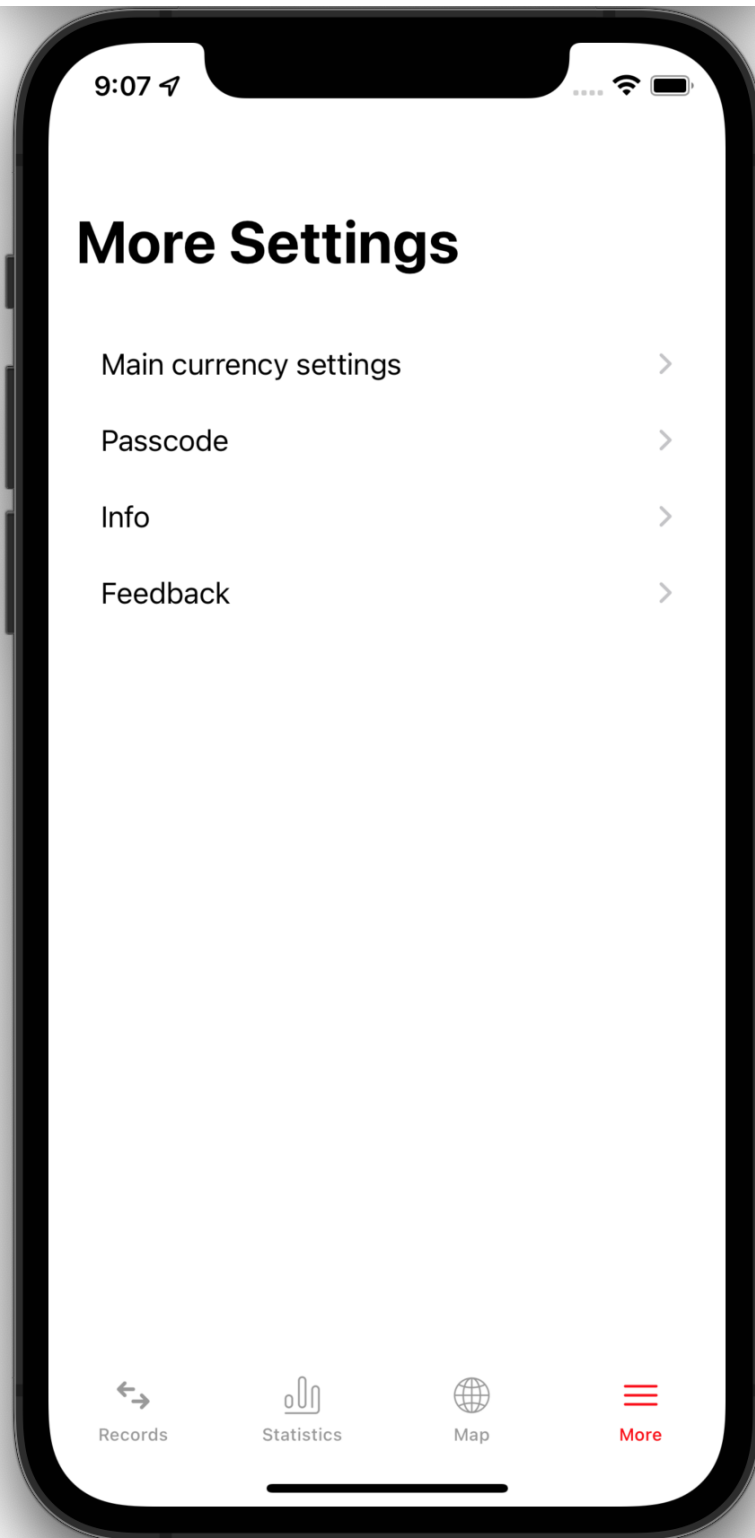 9:07
More Settings
Main currency settings
Passcode
Info
Feedback
Records
Statistics
Map
More